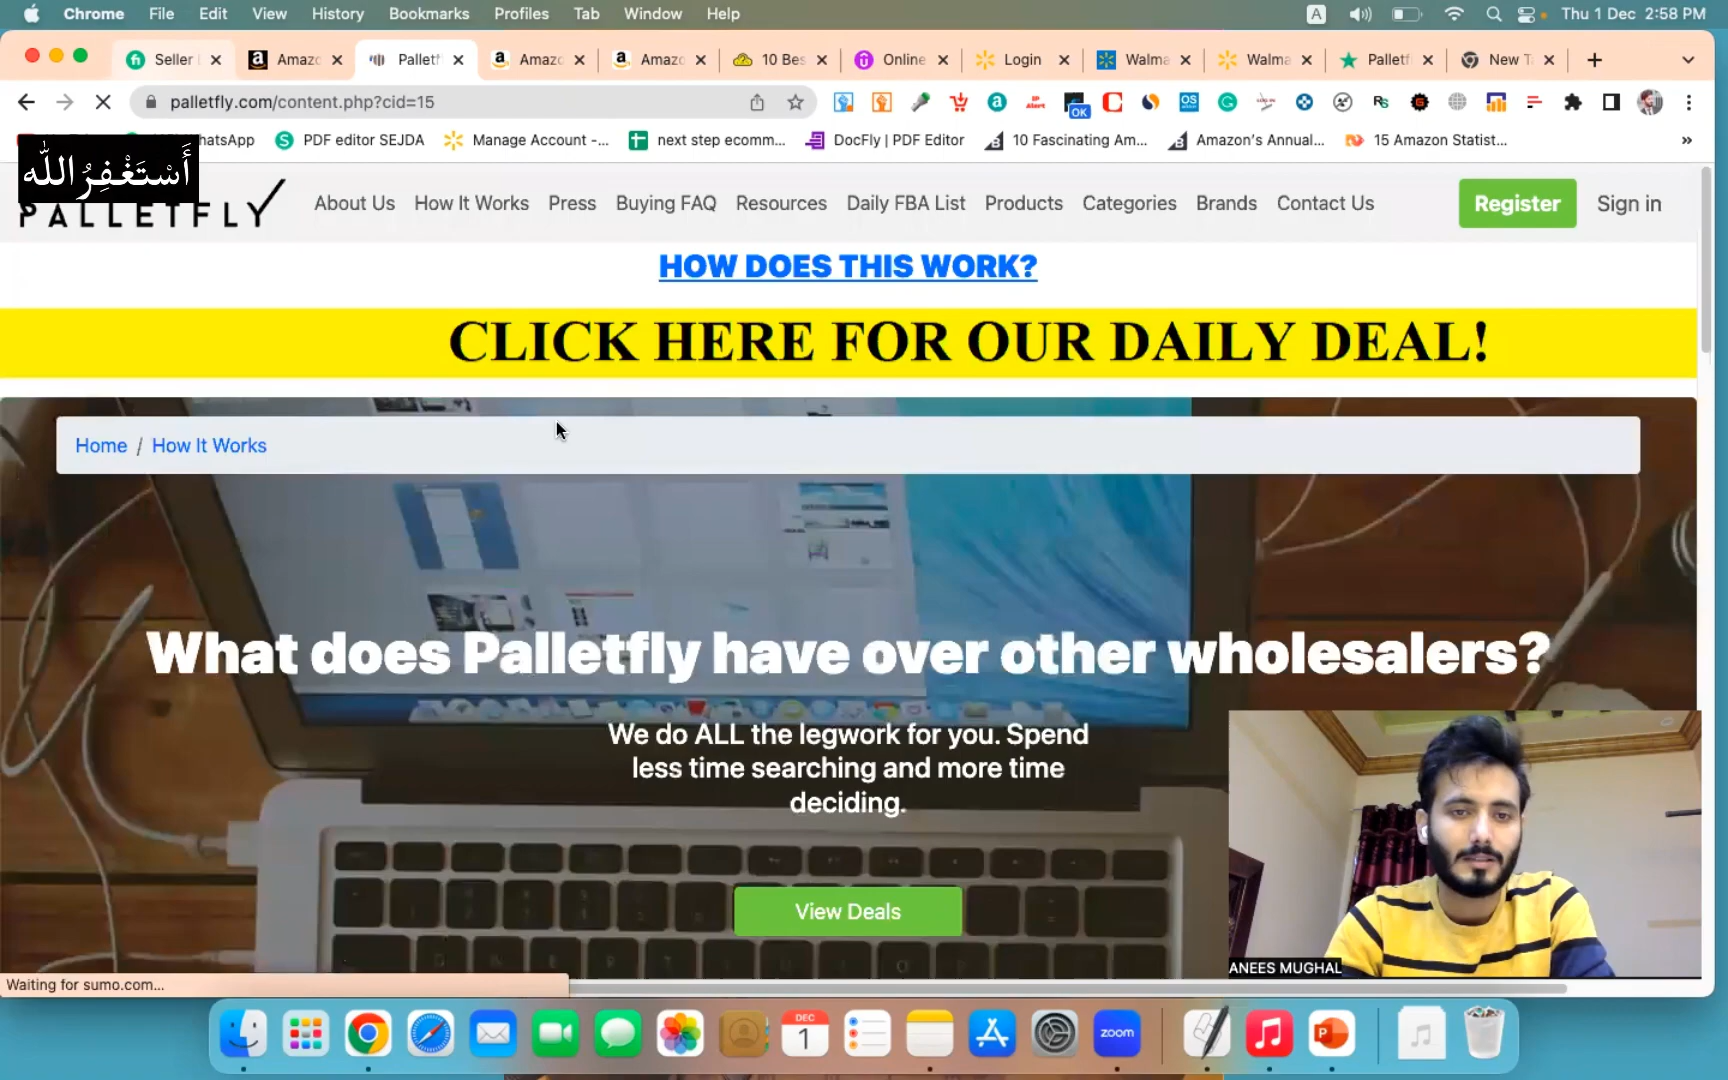 Chrome File Edit View History Bookmarks Profiles Tab Window Help
A Thu 1 Dec 2:58 PM
Seller Amazo Palletf Amazo Amazo 10 Bes Online Login Walma Walma Palletf New T
palletfly.com/content.php?cid=15
OS OK
hatsApp PDF editor SEJDA Manage Account -... next step ecomm... DocFly | PDF Editor 10 Fascinating Am... Amazon's Annual... 15 Amazon Statist... »
أَسْتَغْفِرُاللّٰه
PALLETFLY About Us How It Works Press Buying FAQ Resources Daily FBA List Products Categories Brands Contact Us Register Sign in
HOW DOES THIS WORK?
CLICK HERE FOR OUR DAILY DEAL!
Home / How It Works
What does Palletfly have over other wholesalers?
We do ALL the legwork for you. Spend
less time searching and more time
deciding.
View Deals
ANEES MUGHAL
Waiting for sumo.com...
DEC
1
zoom